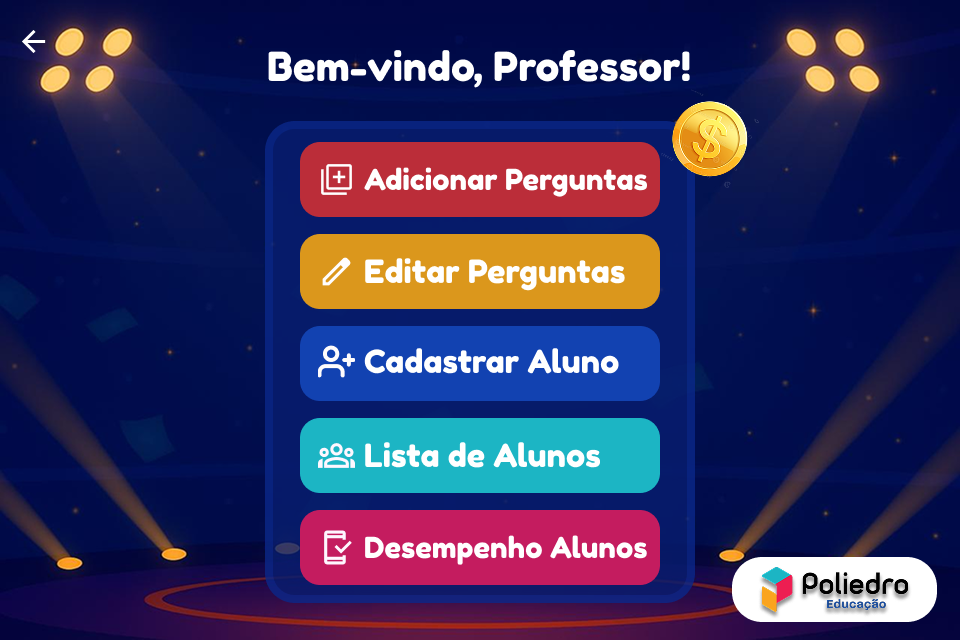 Bem-vindo, Professor!
$
Adicionar Perguntas
Editar Perguntas
Cadastrar Aluno
Lista de Alunos
Desempenho Alunos
Poliedro
Educação